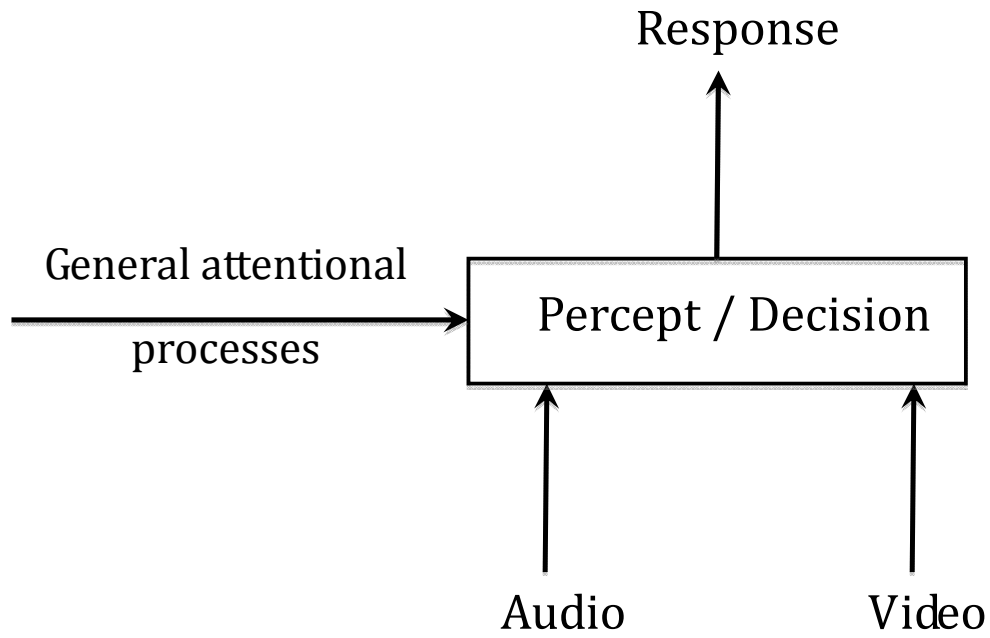 Response
General attentional
Percept / Decision
processes
Audio
Video